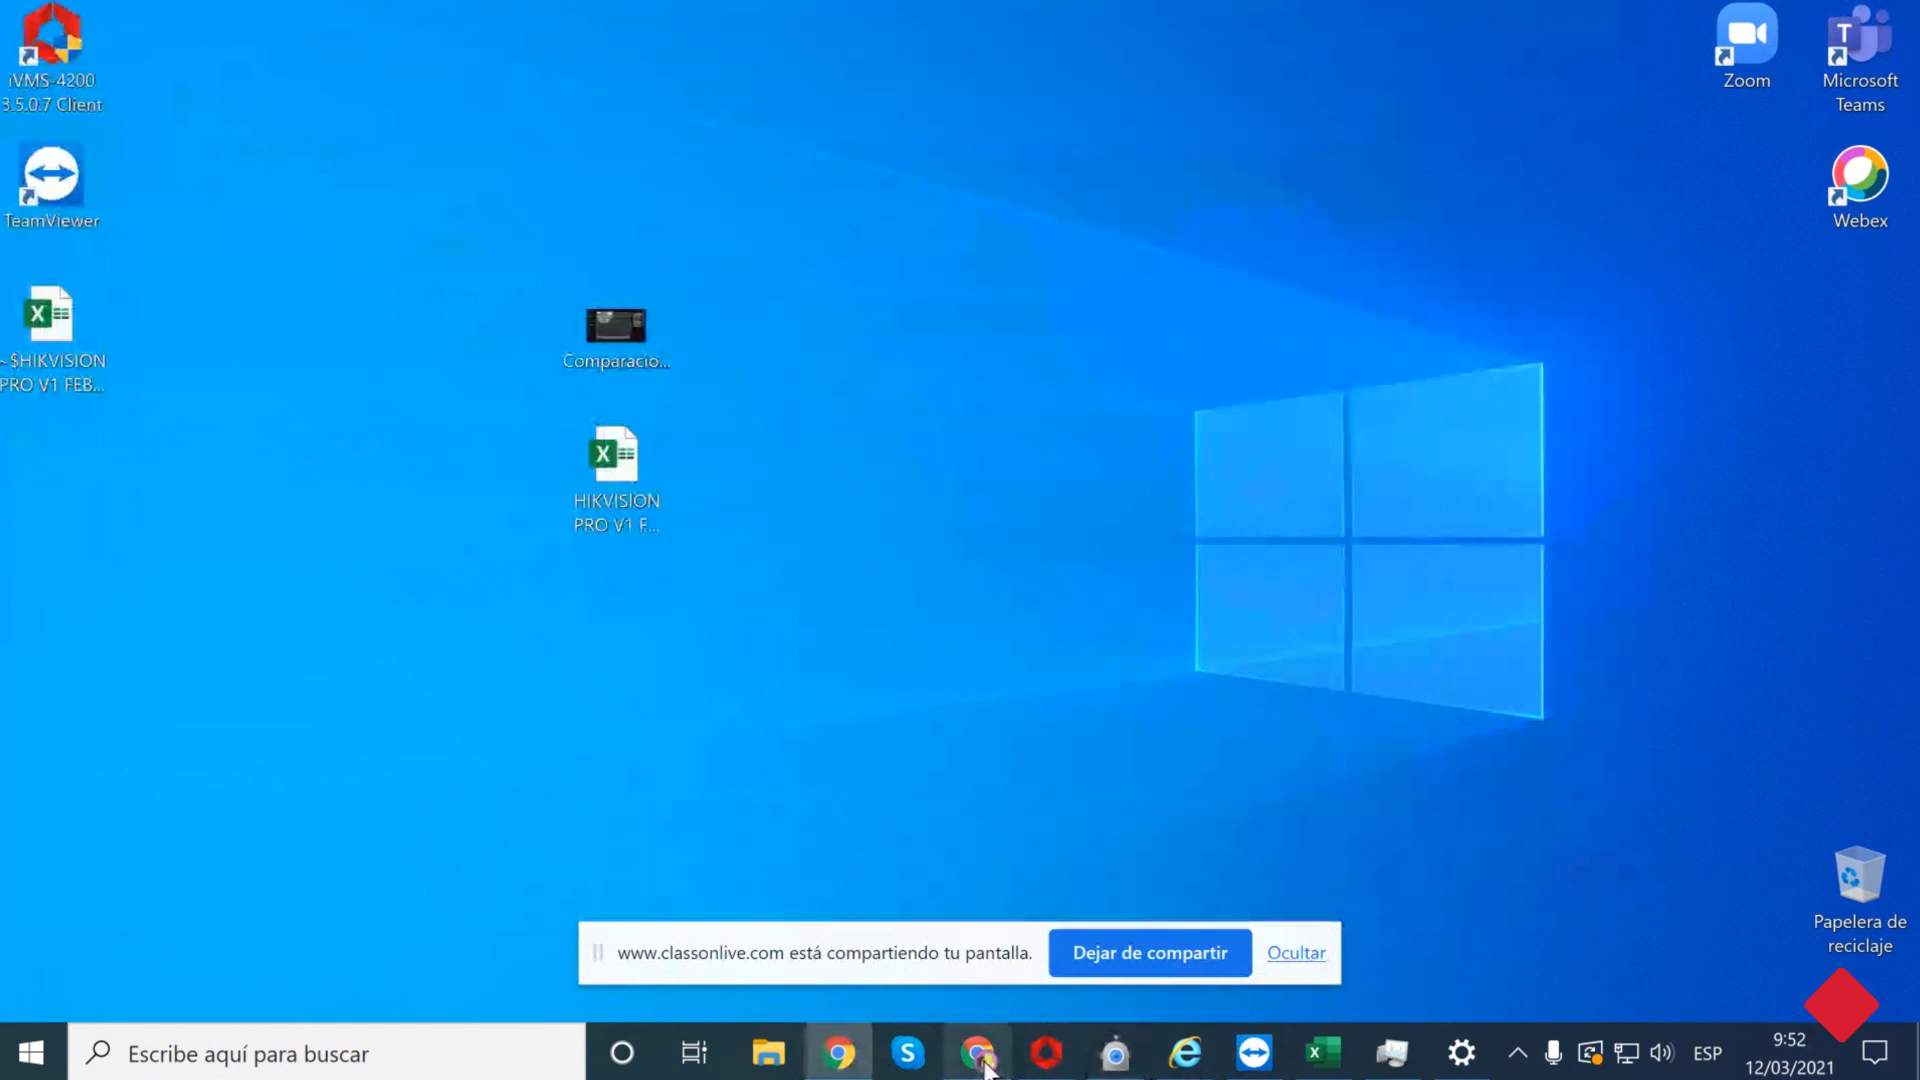 iVMS-4200
3.5.0.7 Client
TeamViewer
~$HIKVISION
PRO V1 FEB...
Comparacio...
HIKVISION
PRO V1 F...
Zoom
Microsoft
Teams
Webex
Papelera de
reciclaje
www.classonlive.com está compartiendo tu pantalla.
Dejar de compartir
Ocultar
Escribe aquí para buscar
ESP
9:52
12/03/2021